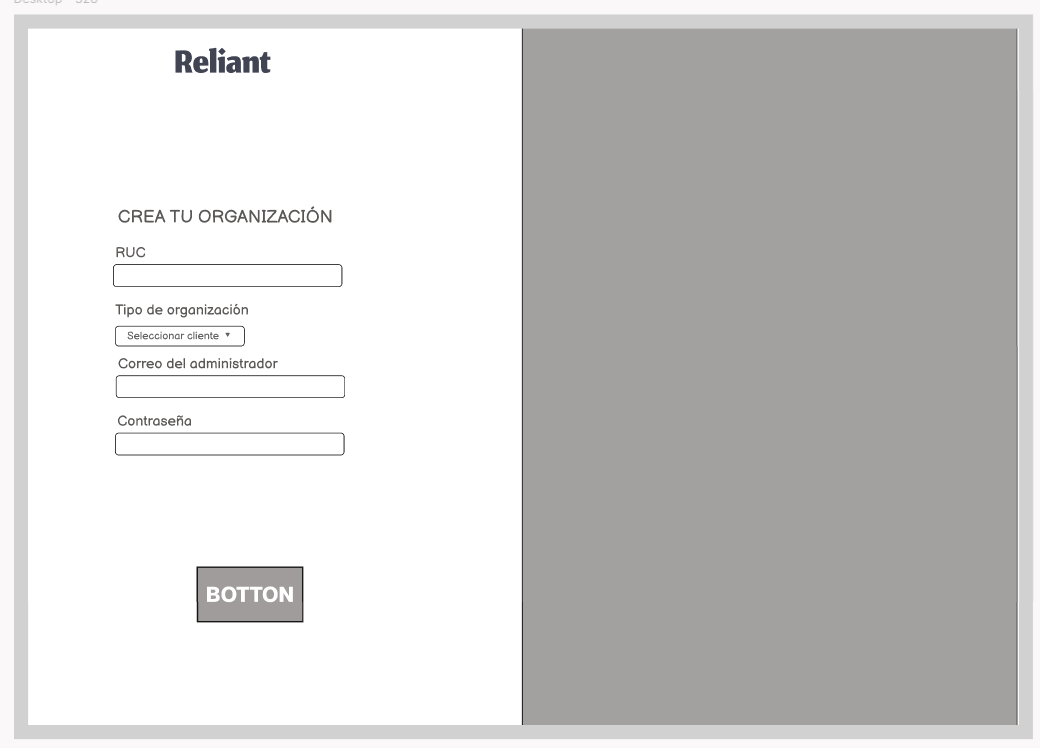 Reliant
CREA TU ORGANIZACIÓN
RUC
Tipo de organización
Seleccionar cliente
Correo del administrador
Contraseña
BOTTON